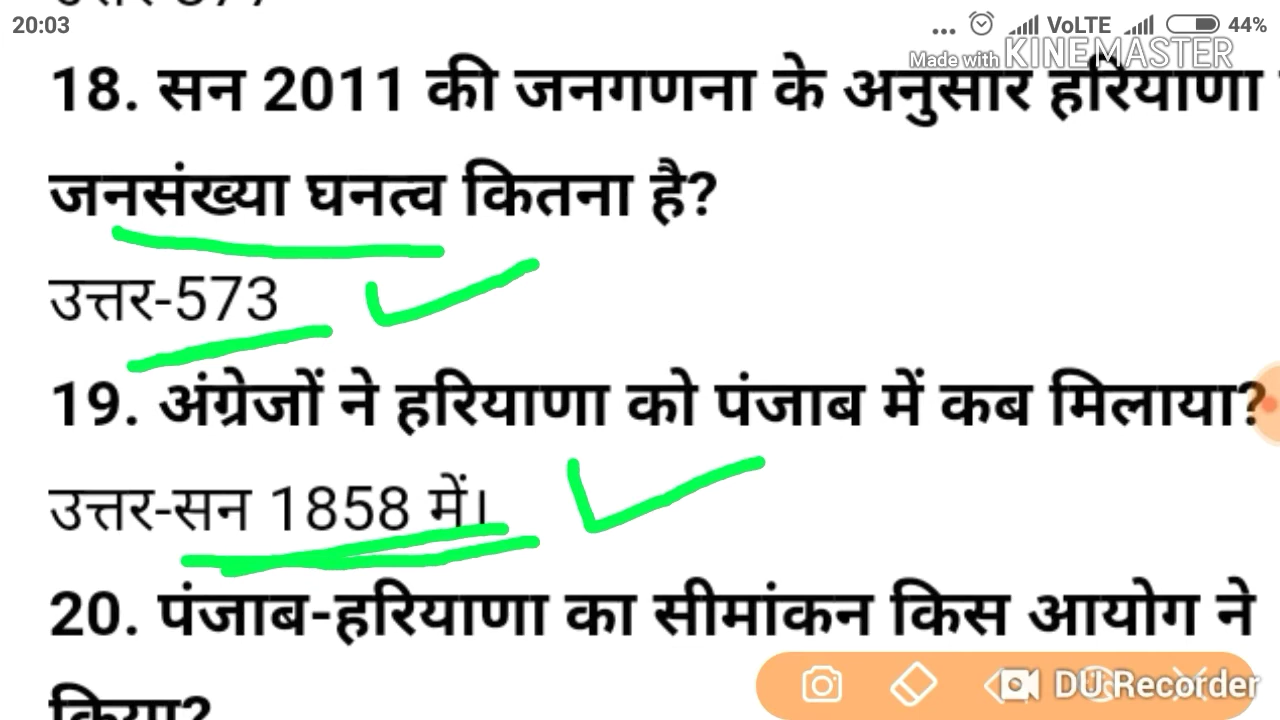 20:03 ... VoLTE 44%
Made with KINEMASTER
18. सन 2011 की जनगणना के अनुसार हरियाणा
जनसंख्या घनत्व कितना है?
उत्तर-573
19. अंग्रेजों ने हरियाणा को पंजाब में कब मिलाया?
उत्तर-सन 1858 में।
20. पंजाब-हरियाणा का सीमांकन किस आयोग ने
किया?
DU Recorder